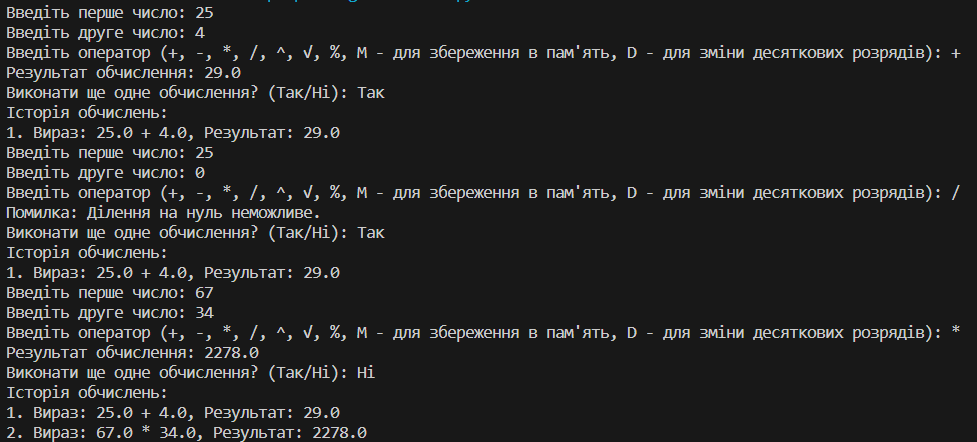 Введіть перше число: 25
Введіть друге число: 4
Введіть оператор (+, -, *, /, ^, √, %, M - для збереження в пам'ять, D - для зміни десяткових розрядів): +
Результат обчислення: 29.0
Виконати ще одне обчислення? (Так/Ні): Так
Історія обчислень:
1. Вираз: 25.0 + 4.0, Результат: 29.0
Введіть перше число: 25
Введіть друге число: 0
Введіть оператор (+, -, *, /, ^, √, %, M - для збереження в пам'ять, D - для зміни десяткових розрядів): /
Помилка: Ділення на нуль неможливе.
Виконати ще одне обчислення? (Так/Ні): Так
Історія обчислень:
1. Вираз: 25.0 + 4.0, Результат: 29.0
Введіть перше число: 67
Введіть друге число: 34
Введіть оператор (+, -, *, /, ^, √, %, M - для збереження в пам'ять, D - для зміни десяткових розрядів): *
Результат обчислення: 2278.0
Виконати ще одне обчислення? (Так/Ні): Ні
Історія обчислень:
1. Вираз: 25.0 + 4.0, Результат: 29.0
2. Вираз: 67.0 * 34.0, Результат: 2278.0